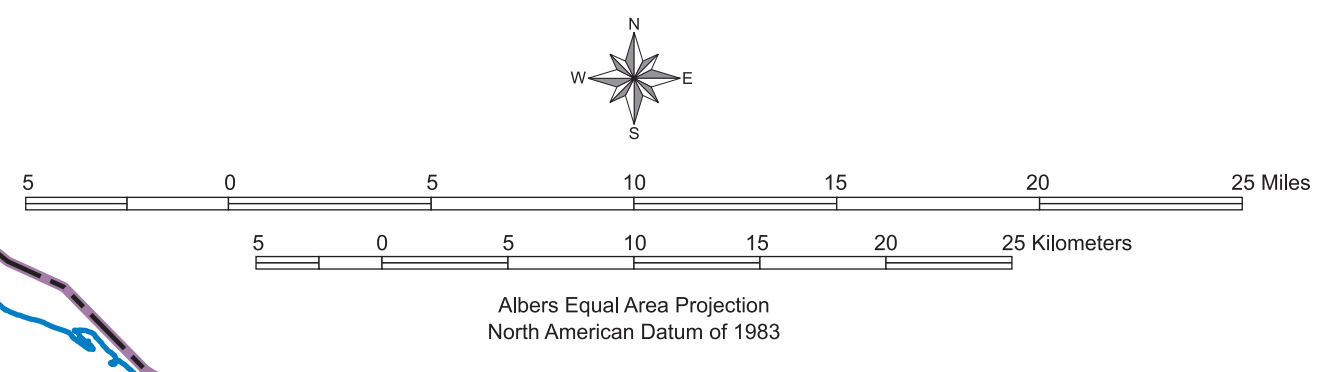 N
W E
S
5 0 5 10 15 20 25 Miles
5 0 5 10 15 20 25 Kilometers
Albers Equal Area Projection
North American Datum of 1983